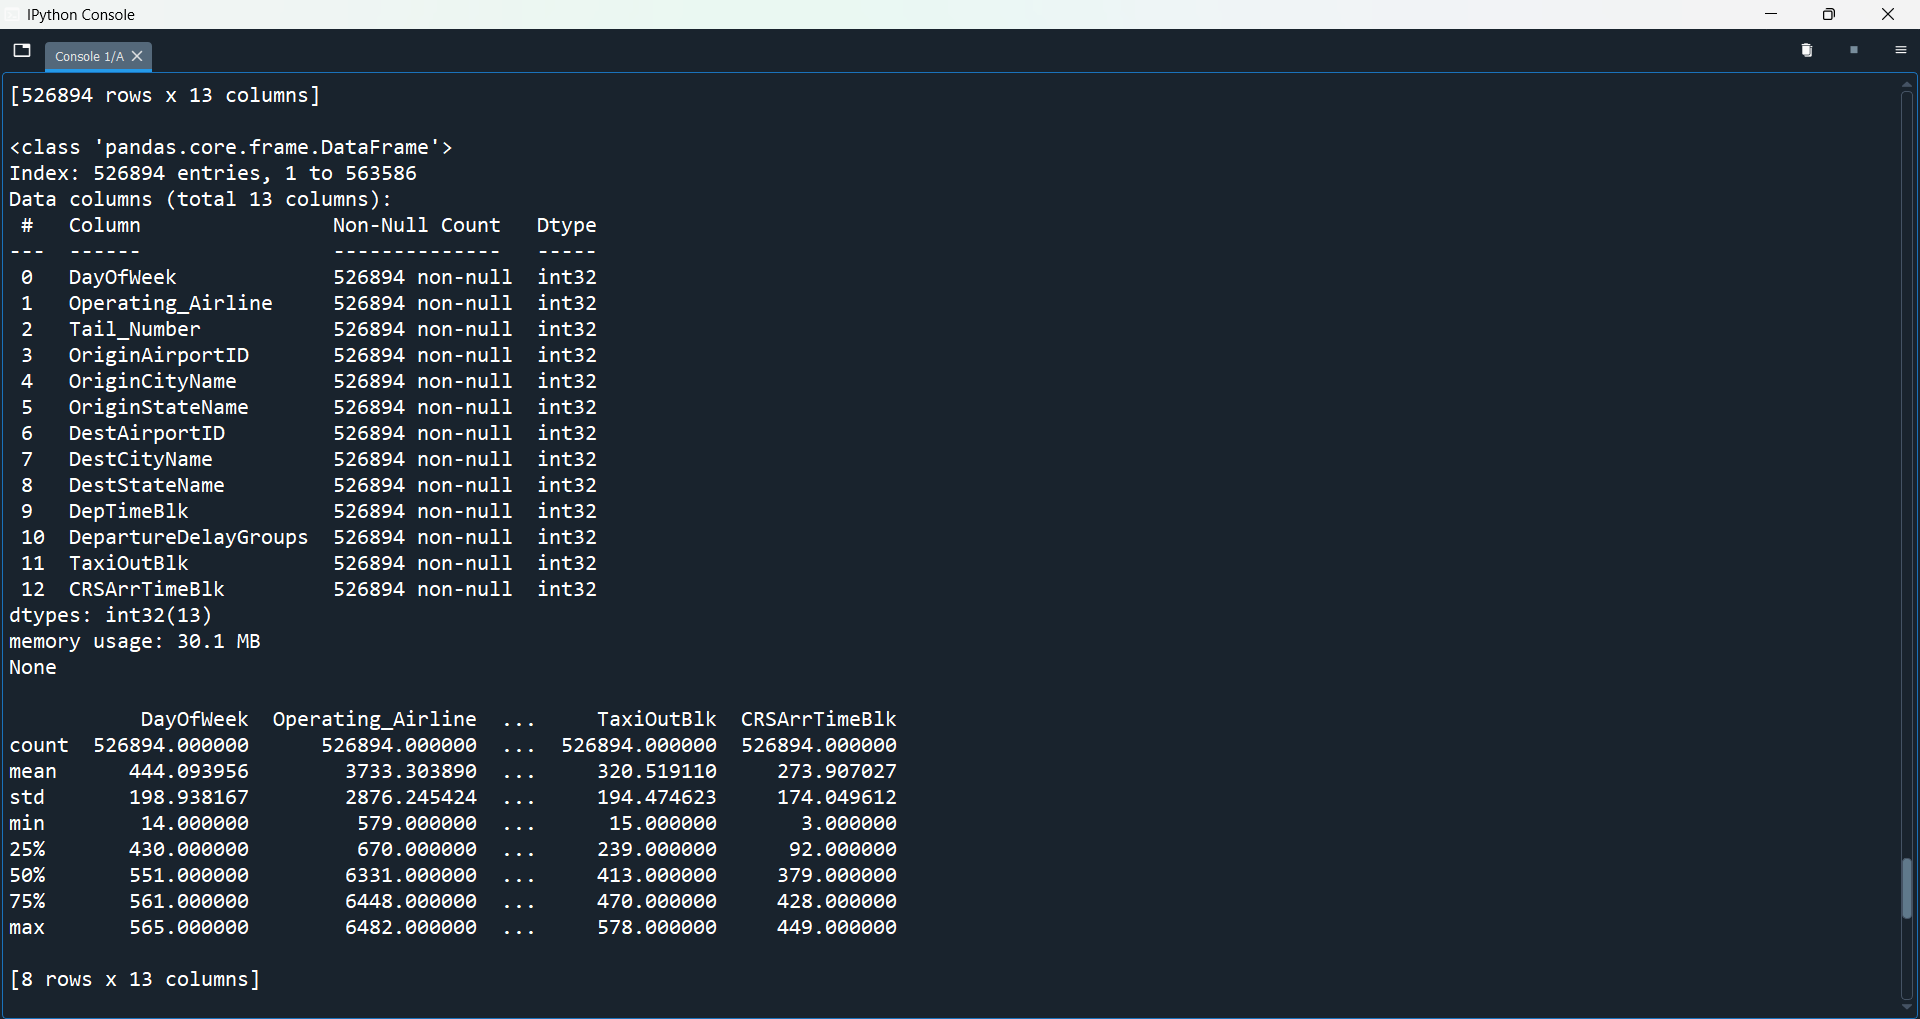 IPython Console
Console 1/A
[526894 rows x 13 columns]
<class 'pandas.core.frame.DataFrame'>
Index: 526894 entries, 1 to 563586
Data columns (total 13 columns):
 #   Column                Non-Null Count   Dtype
---  ------                --------------   -----
 0   DayOfWeek             526894 non-null  int32
 1   Operating_Airline     526894 non-null  int32
 2   Tail_Number           526894 non-null  int32
 3   OriginAirportID       526894 non-null  int32
 4   OriginCityName        526894 non-null  int32
 5   OriginStateName       526894 non-null  int32
 6   DestAirportID         526894 non-null  int32
 7   DestCityName          526894 non-null  int32
 8   DestStateName         526894 non-null  int32
 9   DepTimeBlk            526894 non-null  int32
 10  DepartureDelayGroups  526894 non-null  int32
 11  TaxiOutBlk            526894 non-null  int32
 12  CRSArrTimeBlk         526894 non-null  int32
dtypes: int32(13)
memory usage: 30.1 MB
None
           DayOfWeek  Operating_Airline  ...     TaxiOutBlk  CRSArrTimeBlk
count  526894.000000      526894.000000  ...  526894.000000  526894.000000
mean      444.093956        3733.303890  ...     320.519110     273.907027
std       198.938167        2876.245424  ...     194.474623     174.049612
min        14.000000         579.000000  ...      15.000000       3.000000
25%       430.000000         670.000000  ...     239.000000      92.000000
50%       551.000000        6331.000000  ...     413.000000     379.000000
75%       561.000000        6448.000000  ...     470.000000     428.000000
max       565.000000        6482.000000  ...     578.000000     449.000000
[8 rows x 13 columns]